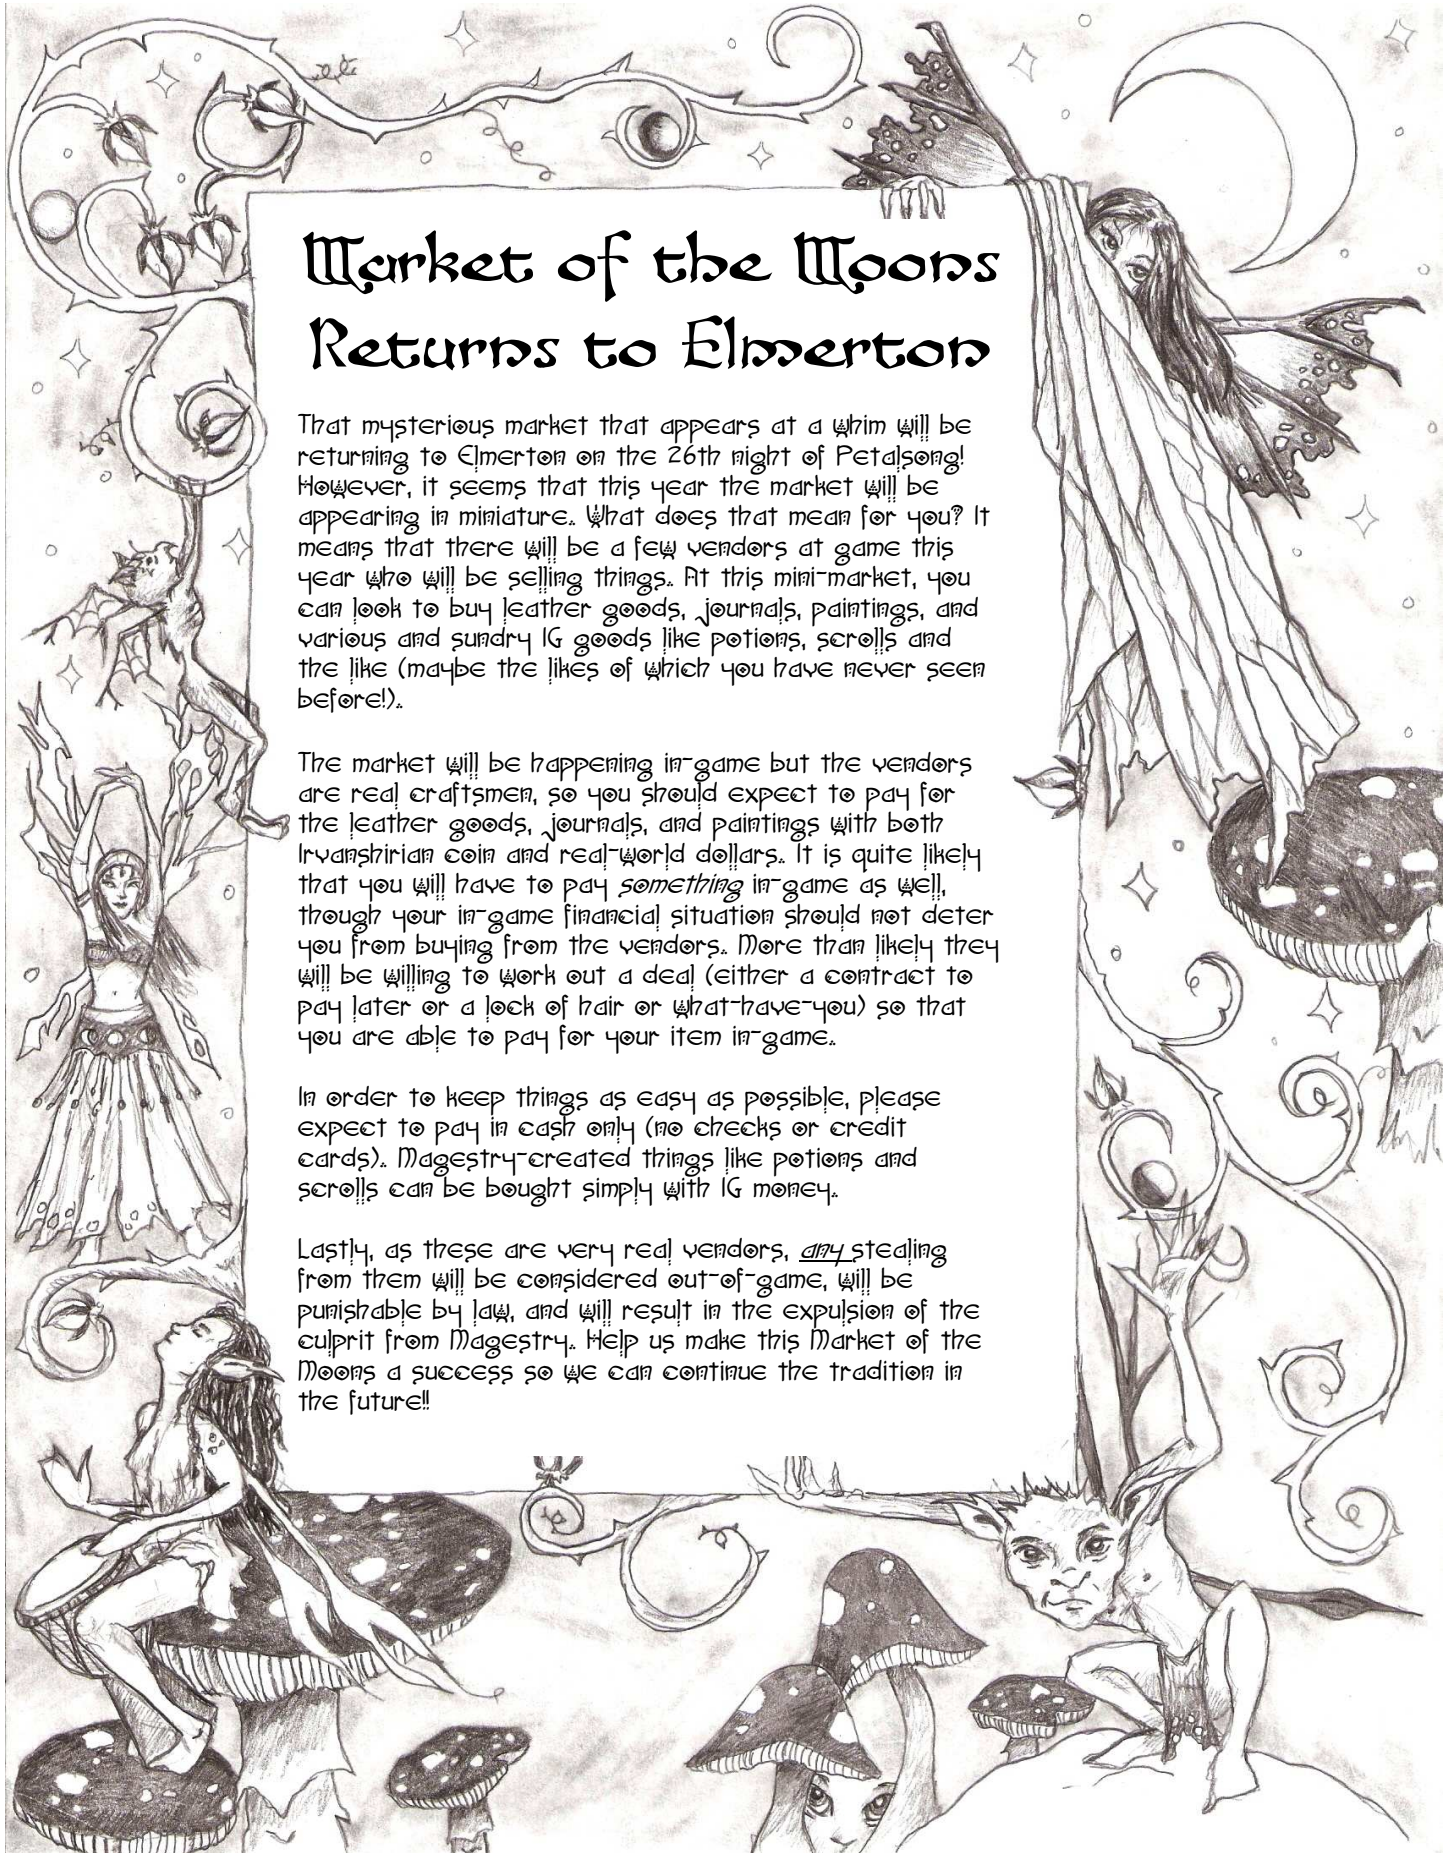 Market of the Moons
Returns to Elmerton
That mysterious market that appears at a whim will be
returning to Elmerton on the 26th night of Petalsong!
However, it seems that this year the market will be
appearing in miniature. What does that mean for you? It
means that there will be a few vendors at game this
year who will be selling things. At this mini-market, you
can look to buy leather goods, journals, paintings, and
various and sundry IG goods like potions, scrolls and
the like (maybe the likes of which you have never seen
before!).
The market will be happening in-game but the vendors
are real craftsmen, so you should expect to pay for
the leather goods, journals, and paintings with both
Irvanshirian coin and real-world dollars. It is quite likely
that you will have to pay something in-game as well,
though your in-game financial situation should not deter
you from buying from the vendors. More than likely they
will be willing to work out a deal (either a contract to
pay later or a lock of hair or what-have-you) so that
you are able to pay for your item in-game.
In order to keep things as easy as possible, please
expect to pay in cash only (no checks or credit
cards). Magestry-created things like potions and
scrolls can be bought simply with IG money.
Lastly, as these are very real vendors, any stealing
from them will be considered out-of-game, will be
punishable by law, and will result in the expulsion of the
culprit from Magestry. Help us make this Market of the
Moons a success so we can continue the tradition in
the future!!